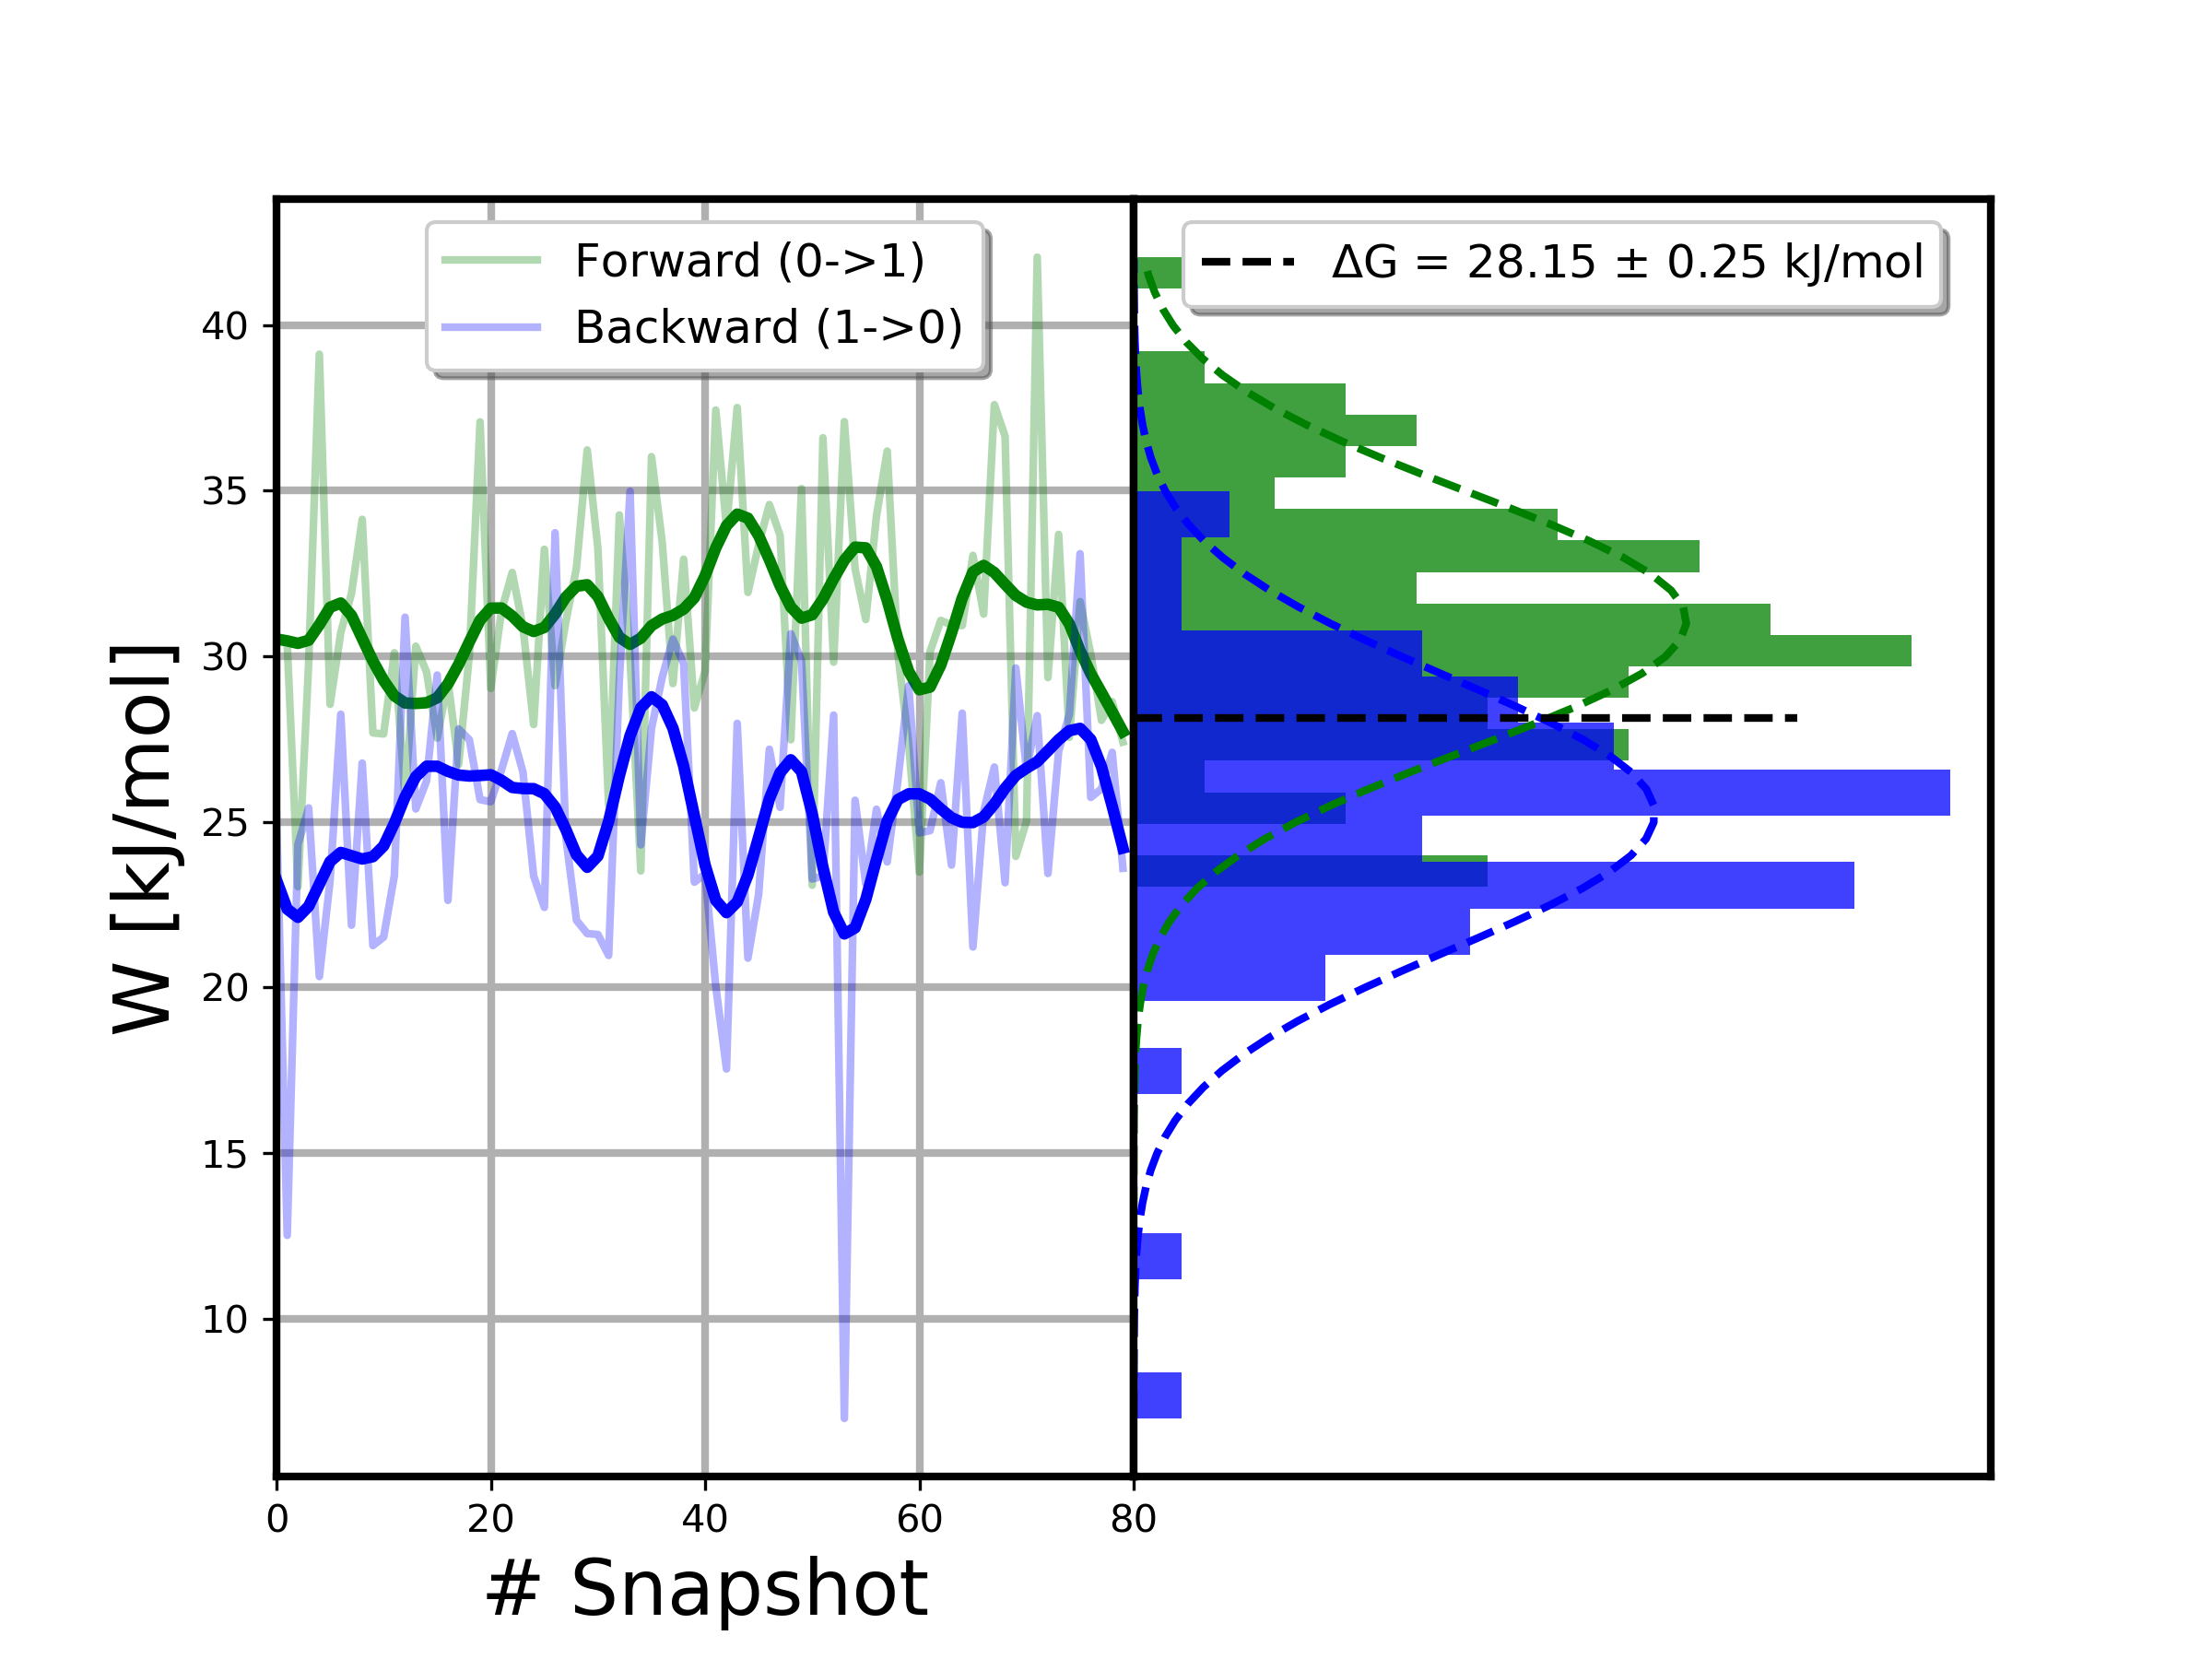 Forward (0->1)
Backward (1->0)
ΔG = 28.15 ± 0.25 kJ/mol
40
35
30
25
20
15
10
W [kJ/mol]
0
20
40
60
80
# Snapshot